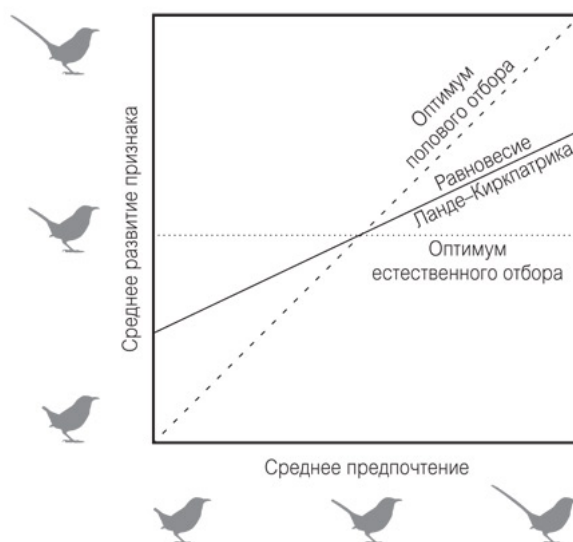 Оптимум
полового отбора
Равновесие
Ланде–Киркпатрика
Оптимум
естественного отбора
Среднее развитие признака
Среднее предпочтение